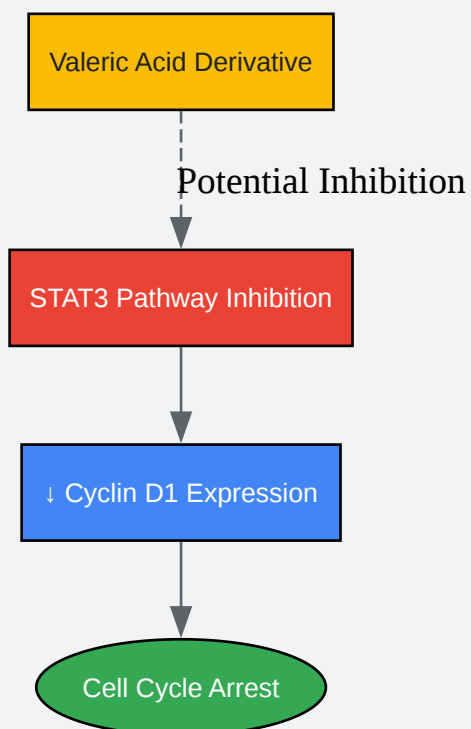 Valeric Acid Derivative
Potential Inhibition
STAT3 Pathway Inhibition
↓ Cyclin D1 Expression
Cell Cycle Arrest